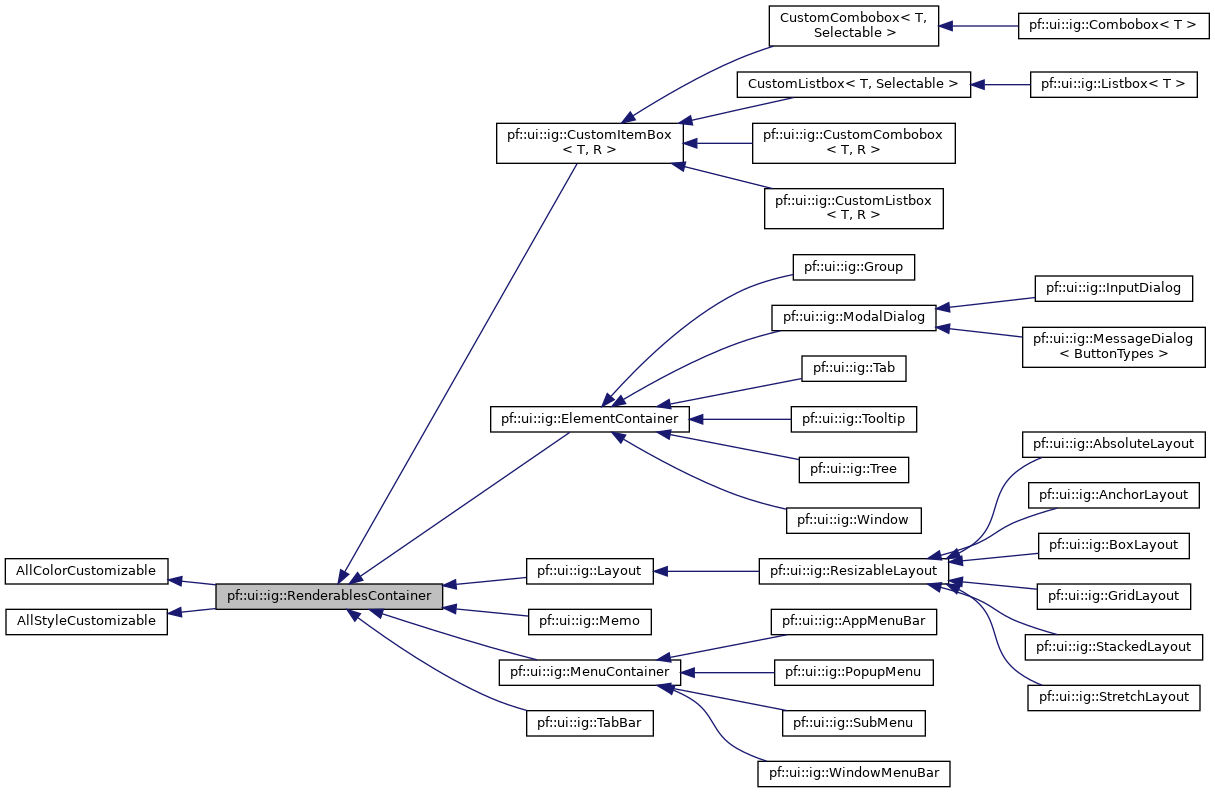 CustomCombobox< T,
Selectable >
pf::ui::ig::Combobox< T >
CustomListbox< T, Selectable >
pf::ui::ig::Listbox< T >
pf::ui::ig::CustomItemBox
< T, R >
pf::ui::ig::CustomCombobox
< T, R >
pf::ui::ig::CustomListbox
< T, R >
pf::ui::ig::Group
pf::ui::ig::InputDialog
pf::ui::ig::ModalDialog
pf::ui::ig::MessageDialog
< ButtonTypes >
pf::ui::ig::Tab
pf::ui::ig::ElementContainer
pf::ui::ig::Tooltip
pf::ui::ig::AbsoluteLayout
pf::ui::ig::Tree
pf::ui::ig::AnchorLayout
pf::ui::ig::Window
pf::ui::ig::BoxLayout
AllColorCustomizable
pf::ui::ig::Layout
pf::ui::ig::ResizableLayout
pf::ui::ig::RenderablesContainer
pf::ui::ig::GridLayout
AllStyleCustomizable
pf::ui::ig::Memo
pf::ui::ig::AppMenuBar
pf::ui::ig::StackedLayout
pf::ui::ig::MenuContainer
pf::ui::ig::PopupMenu
pf::ui::ig::StretchLayout
pf::ui::ig::TabBar
pf::ui::ig::SubMenu
pf::ui::ig::WindowMenuBar